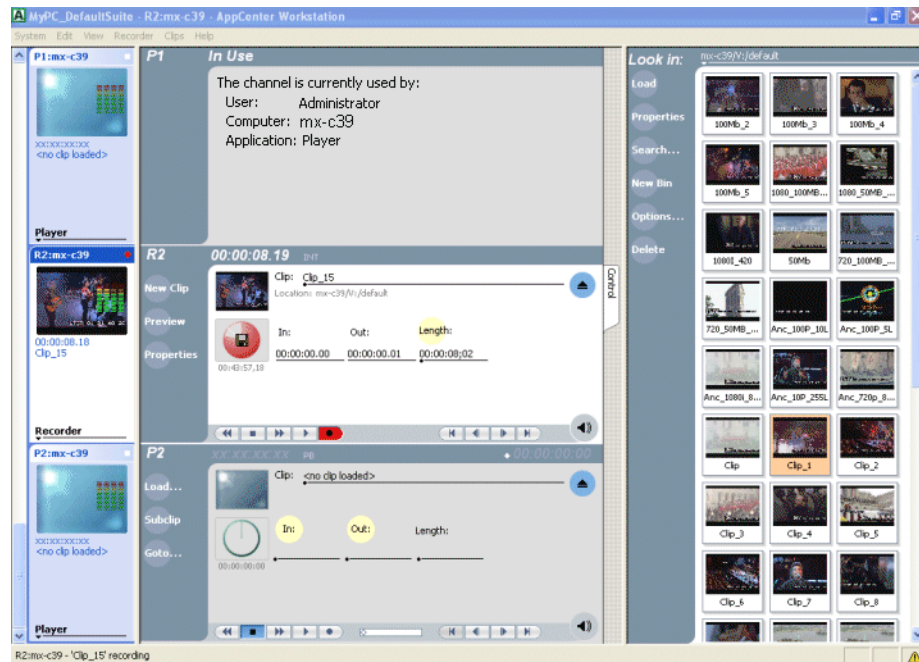 MyPC_DefaultSuite - R2:mx-c39 - AppCenter Workstation
System Edit View Recorder Clips Help
P1:mx-c39
XX:XX:XX:XX
<no clip loaded>
Player
R2:mx-c39
00:00:08.18
Clip_15
Recorder
P2:mx-c39
XX:XX:XX:XX
<no clip loaded>
Player
P1 In Use
The channel is currently used by:
User: Administrator
Computer: mx-c39
Application: Player
R2 00:00:08.19 INT
New Clip
Preview
Properties
Clip: Clip_15
Location: mx-c39/V:/default
In: Out: Length:
00:00:00.00 00:00:00.01 00:00:08;02
00:43:57,18
Control
P2 XX:XX:XX:XX PB 00:00:00:00
Load...
Subclip
Goto...
Clip: <no clip loaded>
In: Out: Length:
00:00:00:00
Look in: mx-c39/V:/default
Load
Properties
Search...
New Bin
Options...
Delete
100Mb_2 100Mb_3 100Mb_4
100Mb_5 1080_100MB... 1080_50MB_...
1080I_420 50Mb 720_100MB_...
720_50MB_... Anc_100P_10L Anc_100P_5L
Anc_1080i_8... Anc_10P_255L Anc_720p_8...
Clip Clip_1 Clip_2
Clip_3 Clip_4 Clip_5
Clip_6 Clip_7 Clip_8
R2:mx-c39 - 'Clip_15' recording